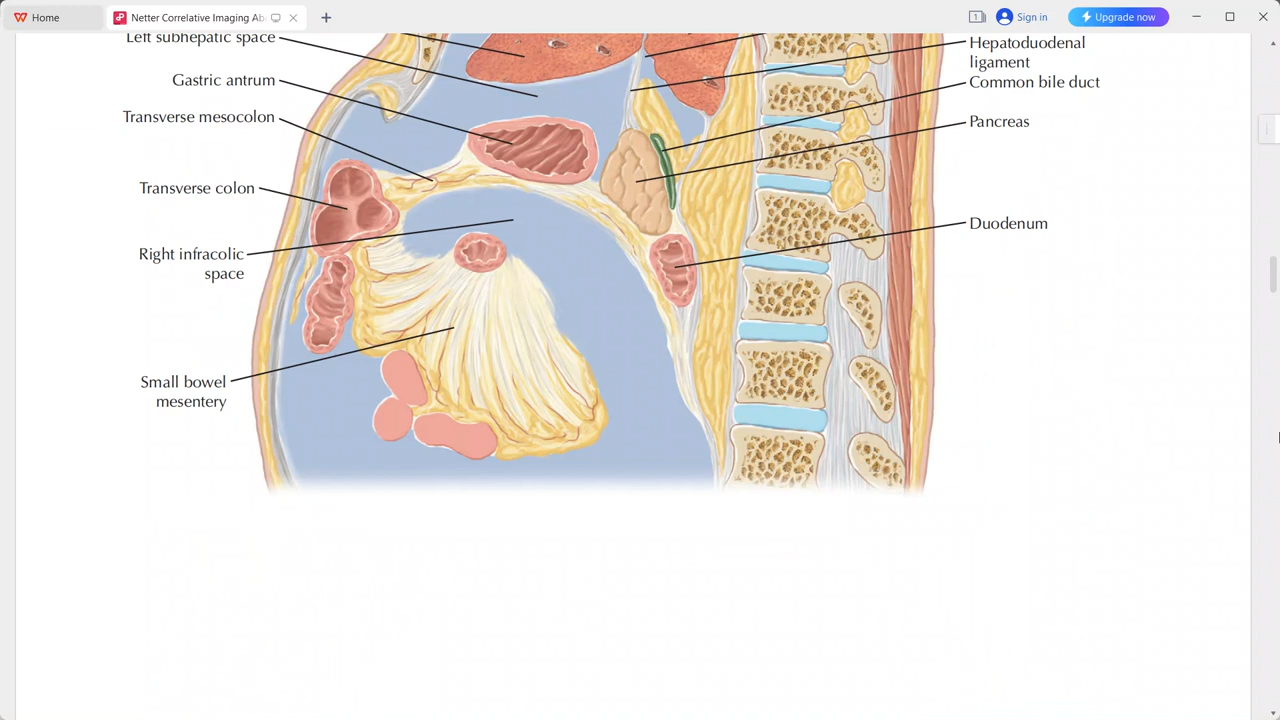 Home
Netter Correlative Imaging Ab
1
Sign in
Upgrade now
Left subhepatic space
Hepatoduodenal
ligament
Gastric antrum
Common bile duct
Transverse mesocolon
Pancreas
Transverse colon
Duodenum
Right infracolic
space
Small bowel
mesentery